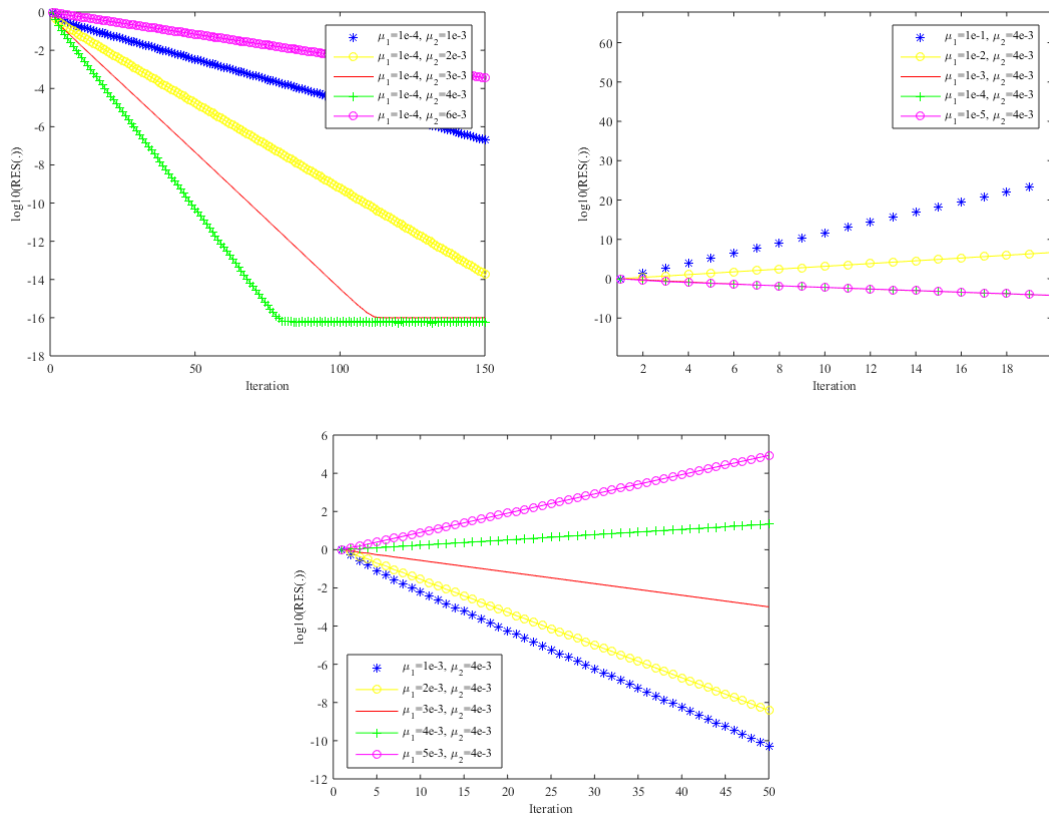 0
-2
-4
-6
-8
-10
-12
-14
-16
-18
0
50
100
150
Iteration
log10(RES(.))
μ1=1e-4, μ2=1e-3
μ1=1e-4, μ2=2e-3
μ1=1e-4, μ2=3e-3
μ1=1e-4, μ2=4e-3
μ1=1e-4, μ2=6e-3
60
50
40
30
20
10
0
-10
2
4
6
8
10
12
14
16
18
Iteration
log10(RES(.))
μ1=1e-1, μ2=4e-3
μ1=1e-2, μ2=4e-3
μ1=1e-3, μ2=4e-3
μ1=1e-4, μ2=4e-3
μ1=1e-5, μ2=4e-3
6
4
2
0
-2
-4
-6
-8
-10
-12
0
5
10
15
20
25
30
35
40
45
50
Iteration
log10(RES(.))
μ1=1e-3, μ2=4e-3
μ1=2e-3, μ2=4e-3
μ1=3e-3, μ2=4e-3
μ1=4e-3, μ2=4e-3
μ1=5e-3, μ2=4e-3